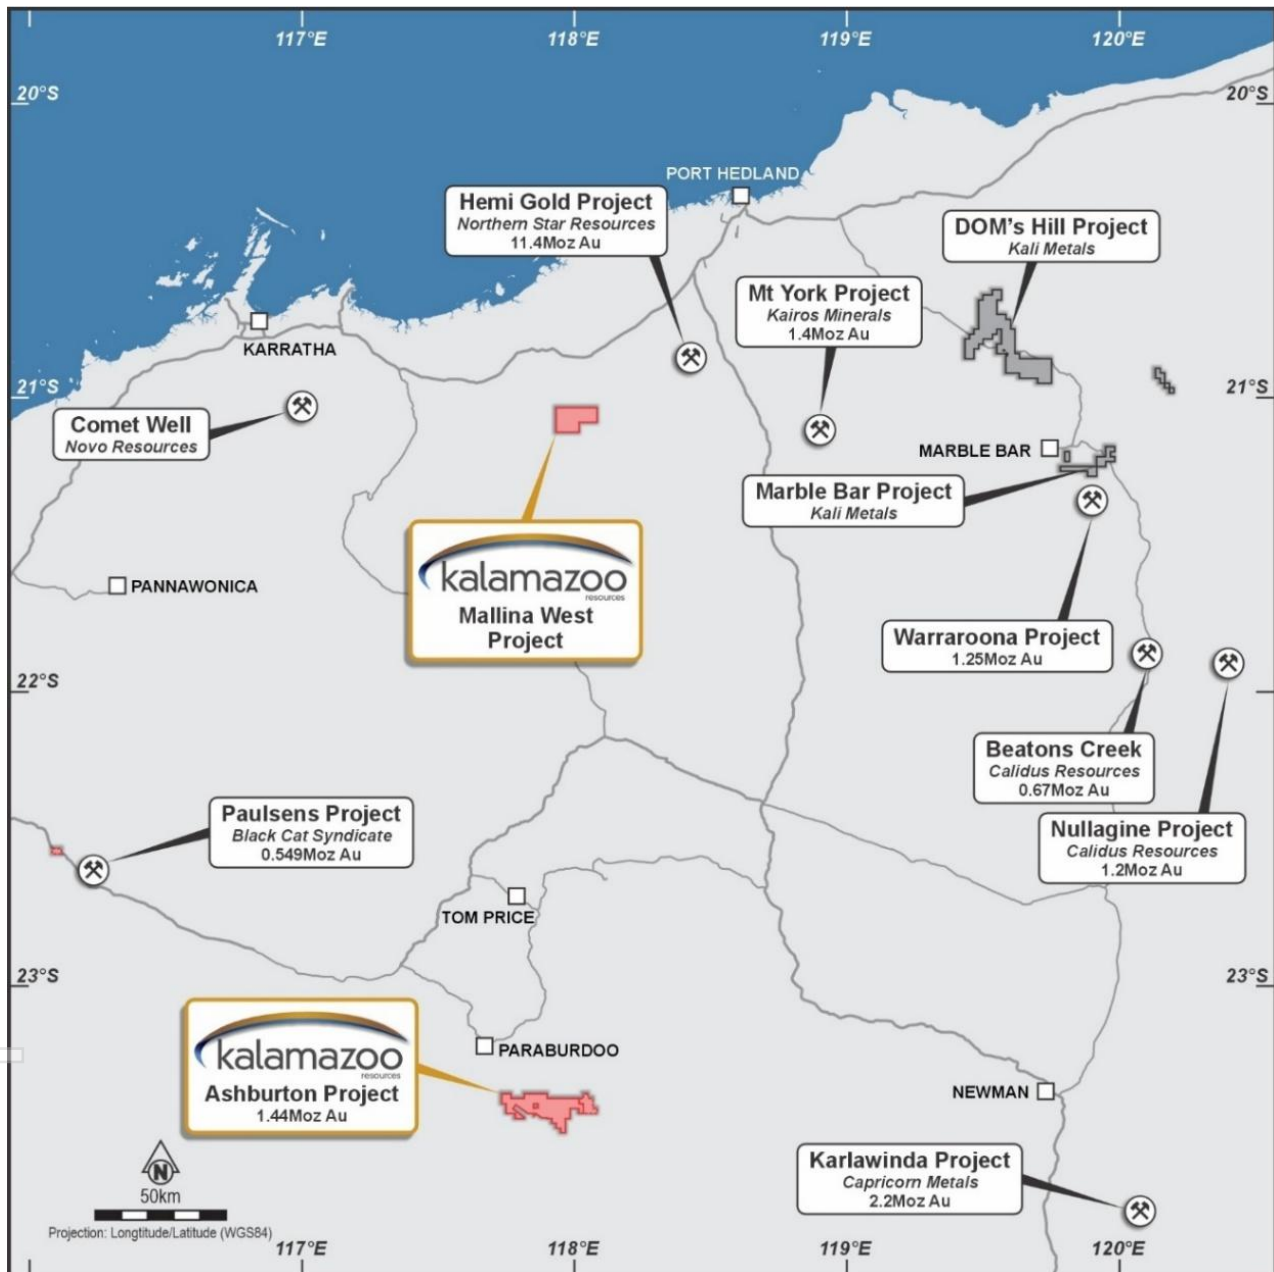 117°E
118°E
119°E
120°E
20°S
20°S
PORT HEDLAND
Hemi Gold Project
Northern Star Resources
11.4Moz Au
DOM's Hill Project
Kali Metals
Mt York Project
Kairos Minerals
1.4Moz Au
KARRATHA
21°S
21°S
Comet Well
Novo Resources
MARBLE BAR
Marble Bar Project
Kali Metals
kalamazoo
resources
Mallina West
Project
PANNAWONICA
Warraroona Project
1.25Moz Au
22°S
22°S
Beatons Creek
Calidus Resources
0.67Moz Au
Paulsens Project
Black Cat Syndicate
0.549Moz Au
Nullagine Project
Calidus Resources
1.2Moz Au
TOM PRICE
23°S
23°S
kalamazoo
resources
Ashburton Project
1.44Moz Au
PARABURDOO
NEWMAN
Karlawinda Project
Capricorn Metals
2.2Moz Au
N
50km
Projection: Longtitude/Latitude (WGS84)
117°E
118°E
119°E
120°E